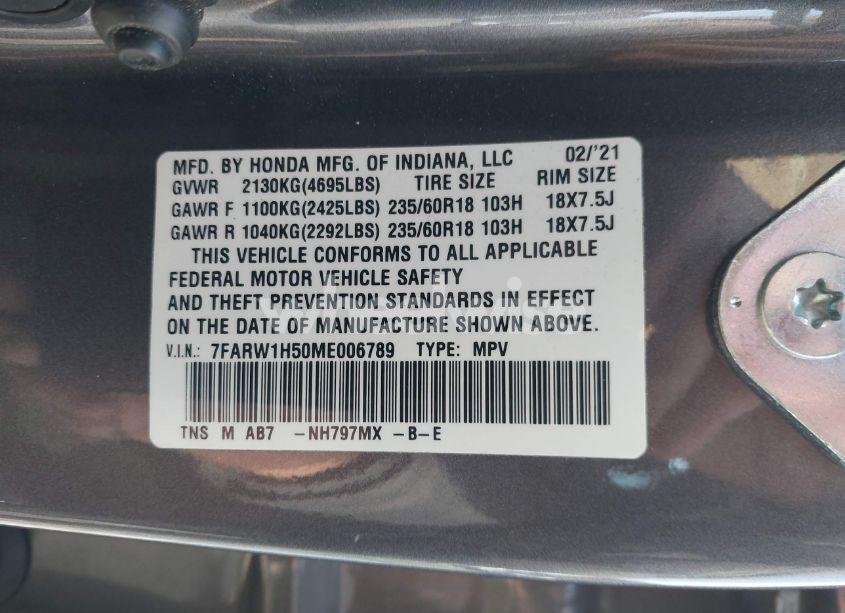 MFD. BY HONDA MFG. OF INDIANA, LLC 02/'21
GVWR 2130KG(4695LBS) TIRE SIZE RIM SIZE
GAWR F 1100KG(2425LBS) 235/60R18 103H 18X7.5J
GAWR R 1040KG(2292LBS) 235/60R18 103H 18X7.5J
THIS VEHICLE CONFORMS TO ALL APPLICABLE
FEDERAL MOTOR VEHICLE SAFETY
AND THEFT PREVENTION STANDARDS IN EFFECT
ON THE DATE OF MANUFACTURE SHOWN ABOVE.
V.I.N.: 7FARW1H50ME006789 TYPE: MPV
TNS M AB7 -NH797MX -B-E